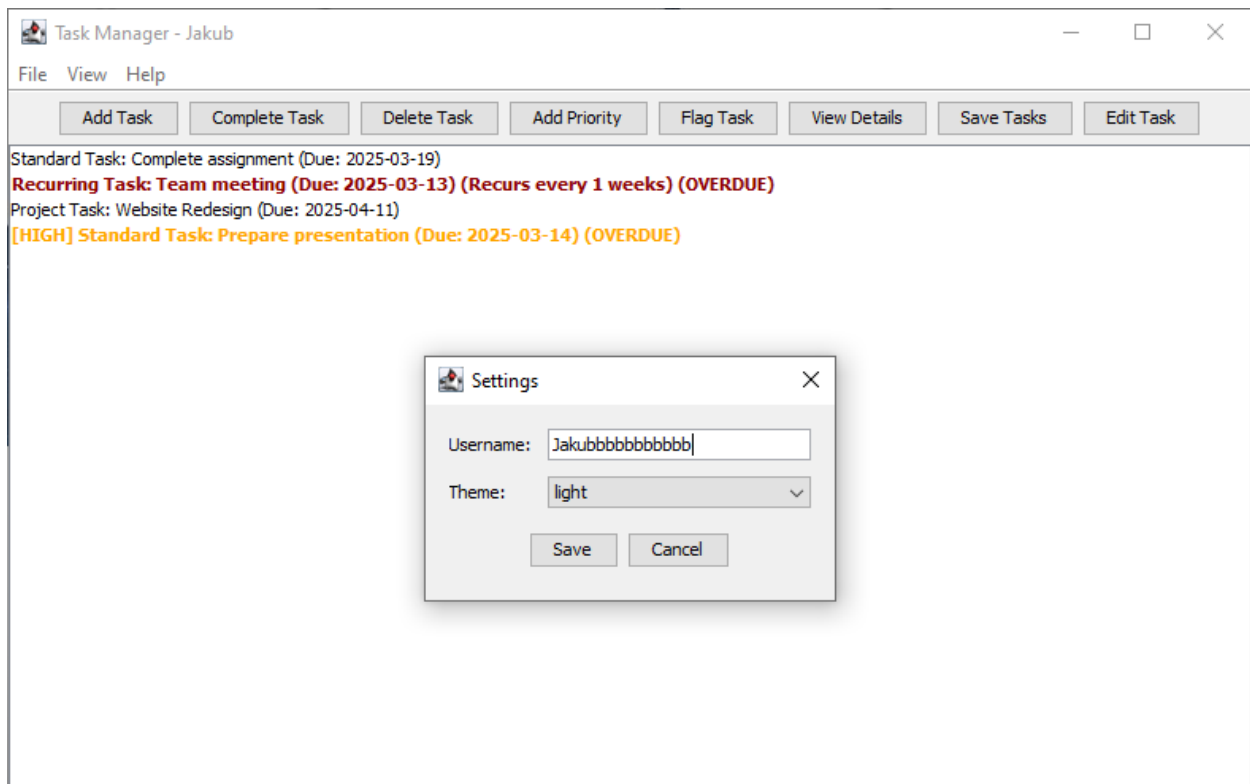 Task Manager - Jakub
File View Help
Add Task Complete Task Delete Task Add Priority Flag Task View Details Save Tasks Edit Task
Standard Task: Complete assignment (Due: 2025-03-19)
Recurring Task: Team meeting (Due: 2025-03-13) (Recurs every 1 weeks) (OVERDUE)
Project Task: Website Redesign (Due: 2025-04-11)
[HIGH] Standard Task: Prepare presentation (Due: 2025-03-14) (OVERDUE)
Settings
Username: Jakubbbbbbbbbbb
Theme: light
Save Cancel